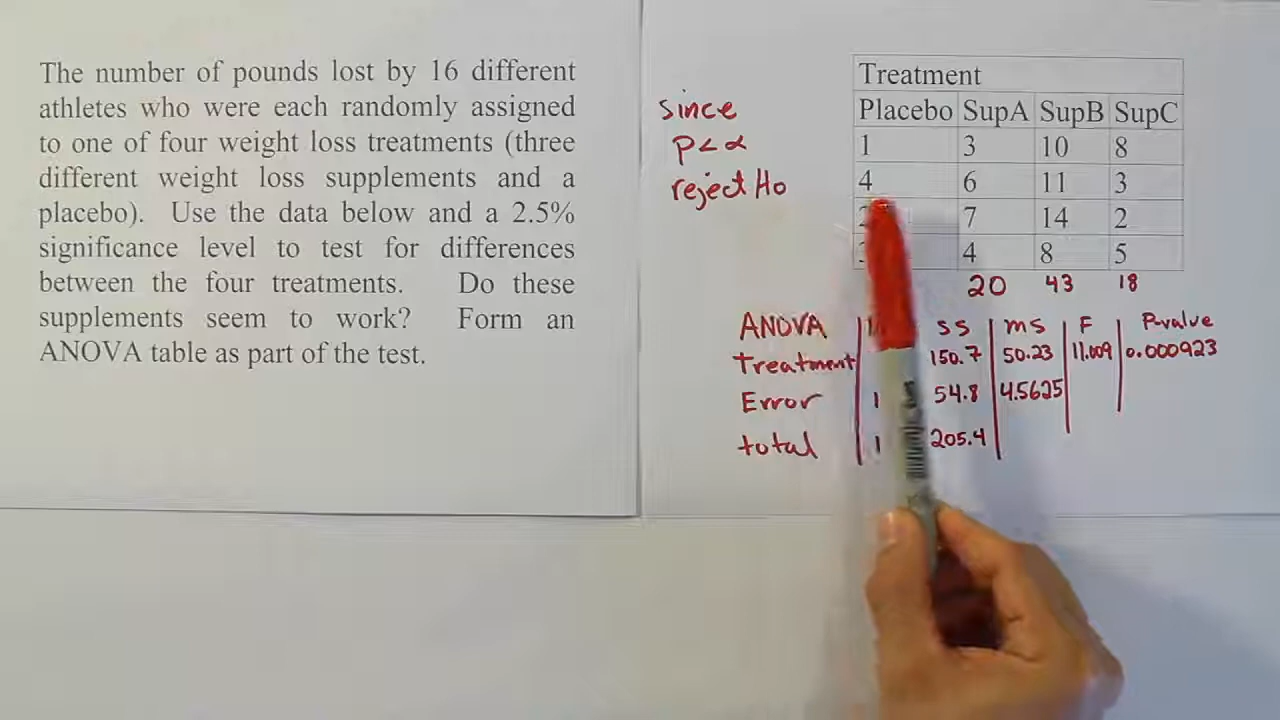 The number of pounds lost by 16 different
athletes who were each randomly assigned
to one of four weight loss treatments (three
different weight loss supplements and a
placebo). Use the data below and a 2.5%
significance level to test for differences
between the four treatments. Do these
supplements seem to work? Form an
ANOVA table as part of the test.
since
p < α
reject Ho
Treatment
Placebo SupA SupB SupC
1 3 10 8
4 6 11 3
7 14 2
4 8 5
20 43 18
ANOVA SS MS F P-value
Treatment 150.7 50.23 11.009 0.000923
Error 54.8 4.5625
total 205.4